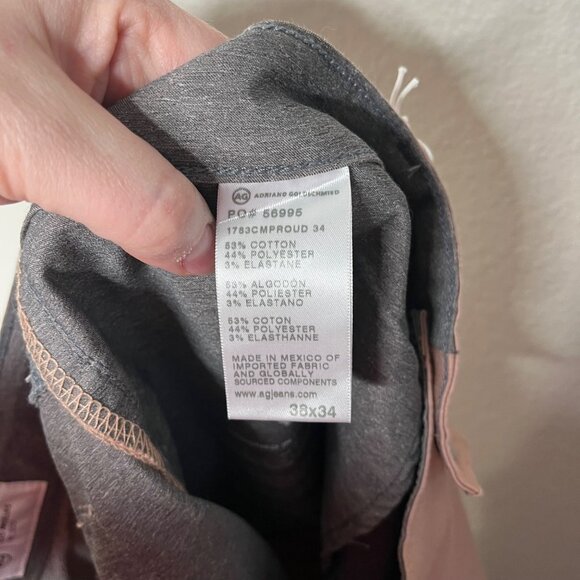 AG ADRIANO GOLDSCHMIED
PO# 56995
1783CMPROUD 34
53% COTTON
44% POLYESTER
3% ELASTANE
53% ALGODÓN
44% POLIESTER
3% ELASTANO
53% COTON
44% POLYESTER
3% ELASTHANNE
MADE IN MEXICO OF
IMPORTED FABRIC
AND GLOBALLY
SOURCED COMPONENTS
www.agjeans.com
38x34